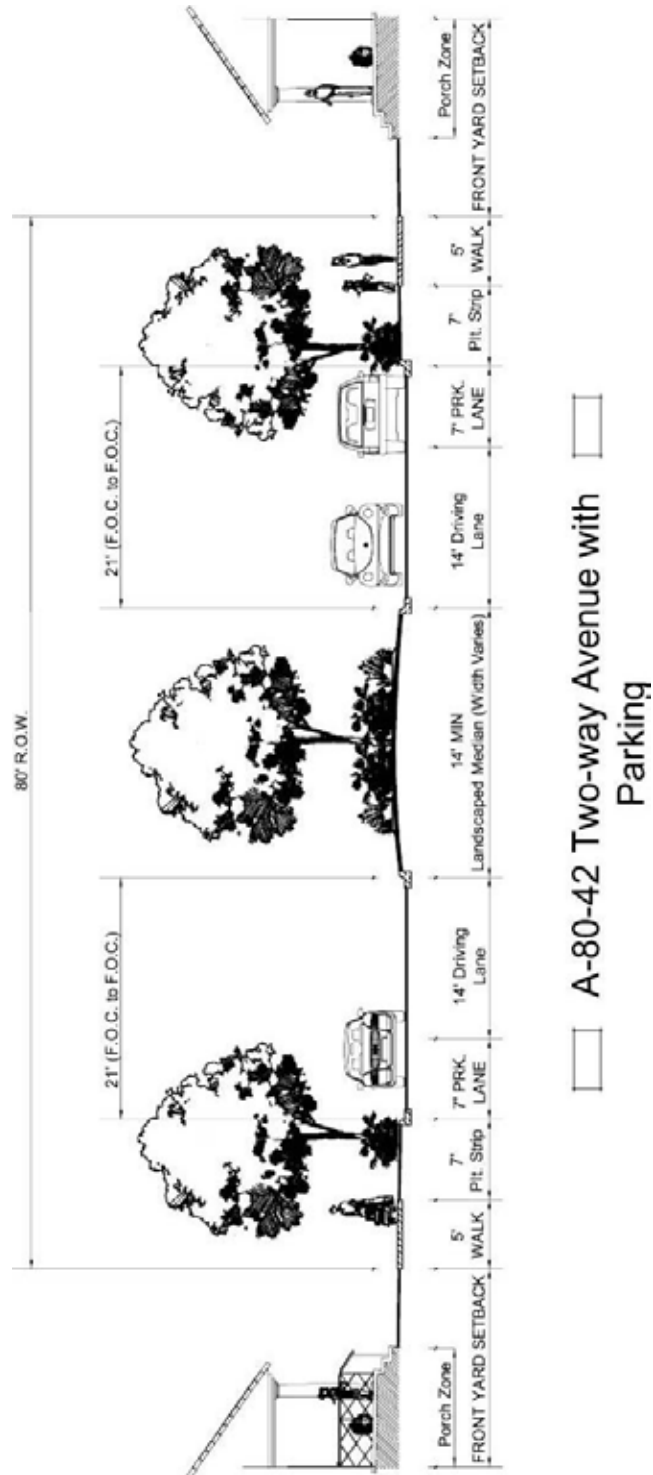 80' R.O.W.
21' (F.O.C. to F.O.C.)
21' (F.O.C. to F.O.C.)
Porch Zone
FRONT YARD SETBACK
5'
WALK
7'
Plt. Strip
7" PRK.
LANE
14' Driving
Lane
14' MIN
Landscaped Median (Width Varies)
14' Driving
Lane
7' PRK.
LANE
7'
Plt. Strip
5'
WALK
Porch Zone
FRONT YARD SETBACK
A-80-42 Two-way Avenue with
Parking